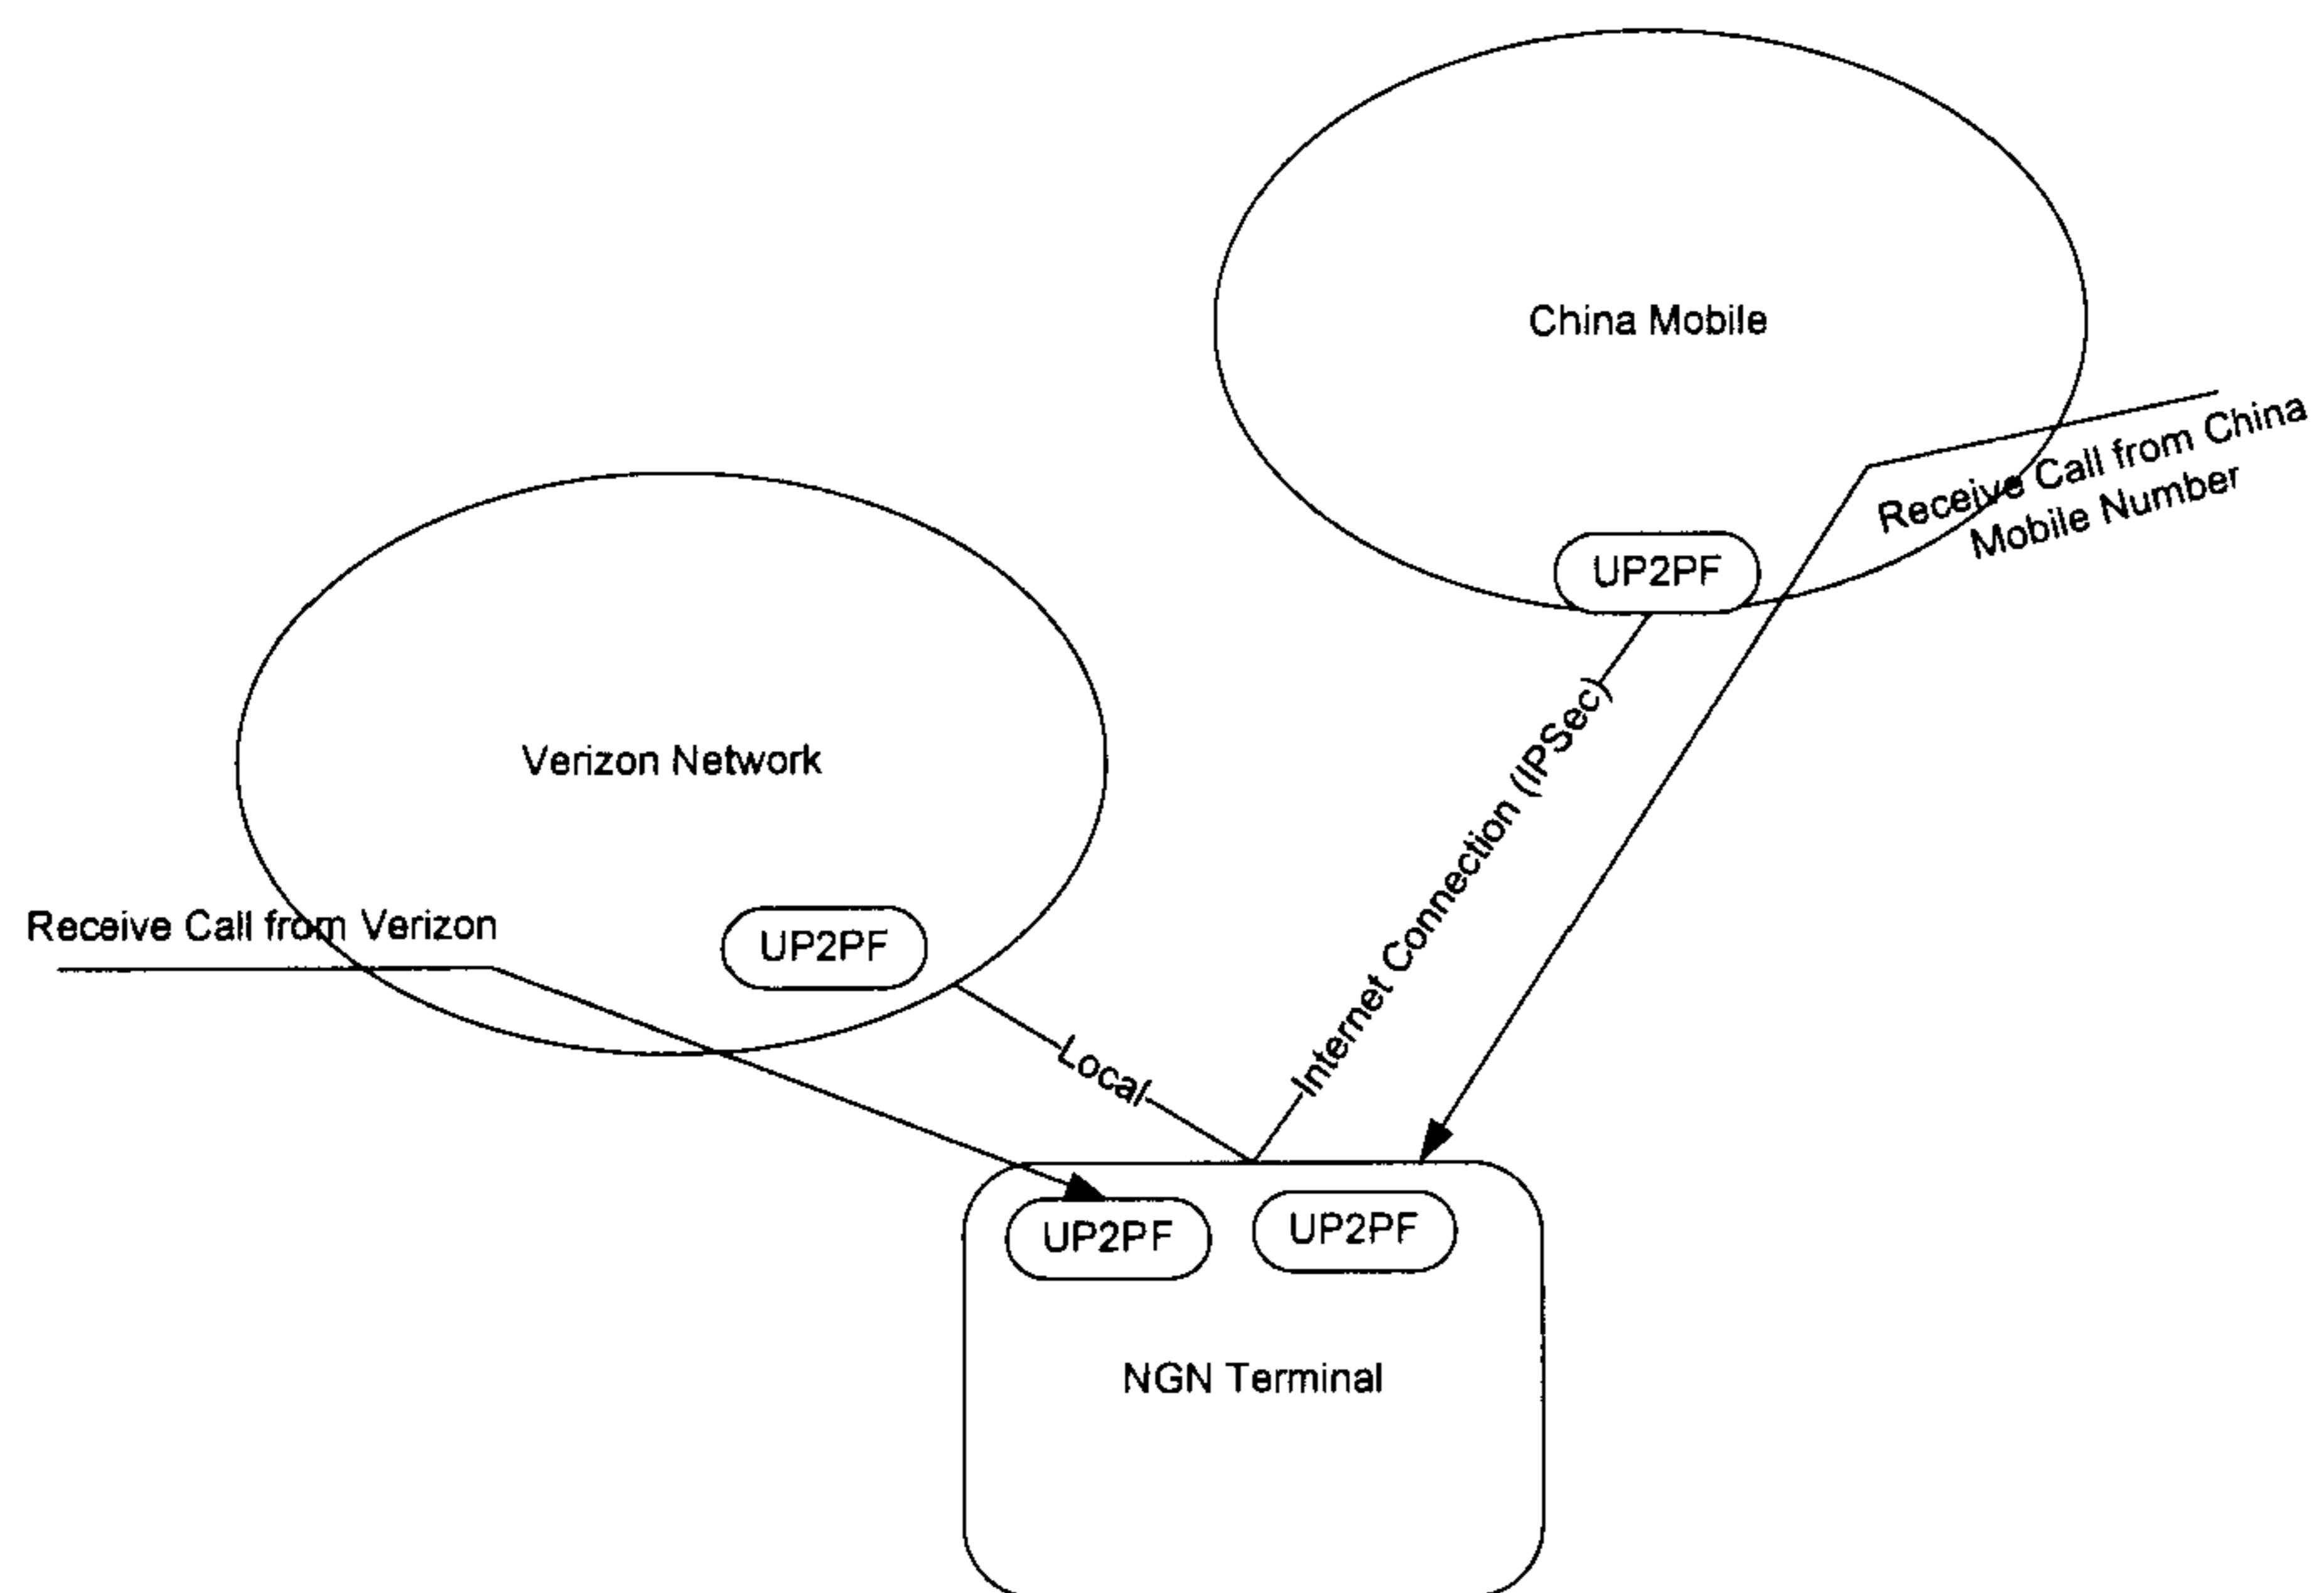 China Mobile
Receive Call from China
Mobile Number
UP2PF
Internet Connection (IPSec)
Verizon Network
Receive Call from Verizon
UP2PF
Local
UP2PF
UP2PF
NGN Terminal